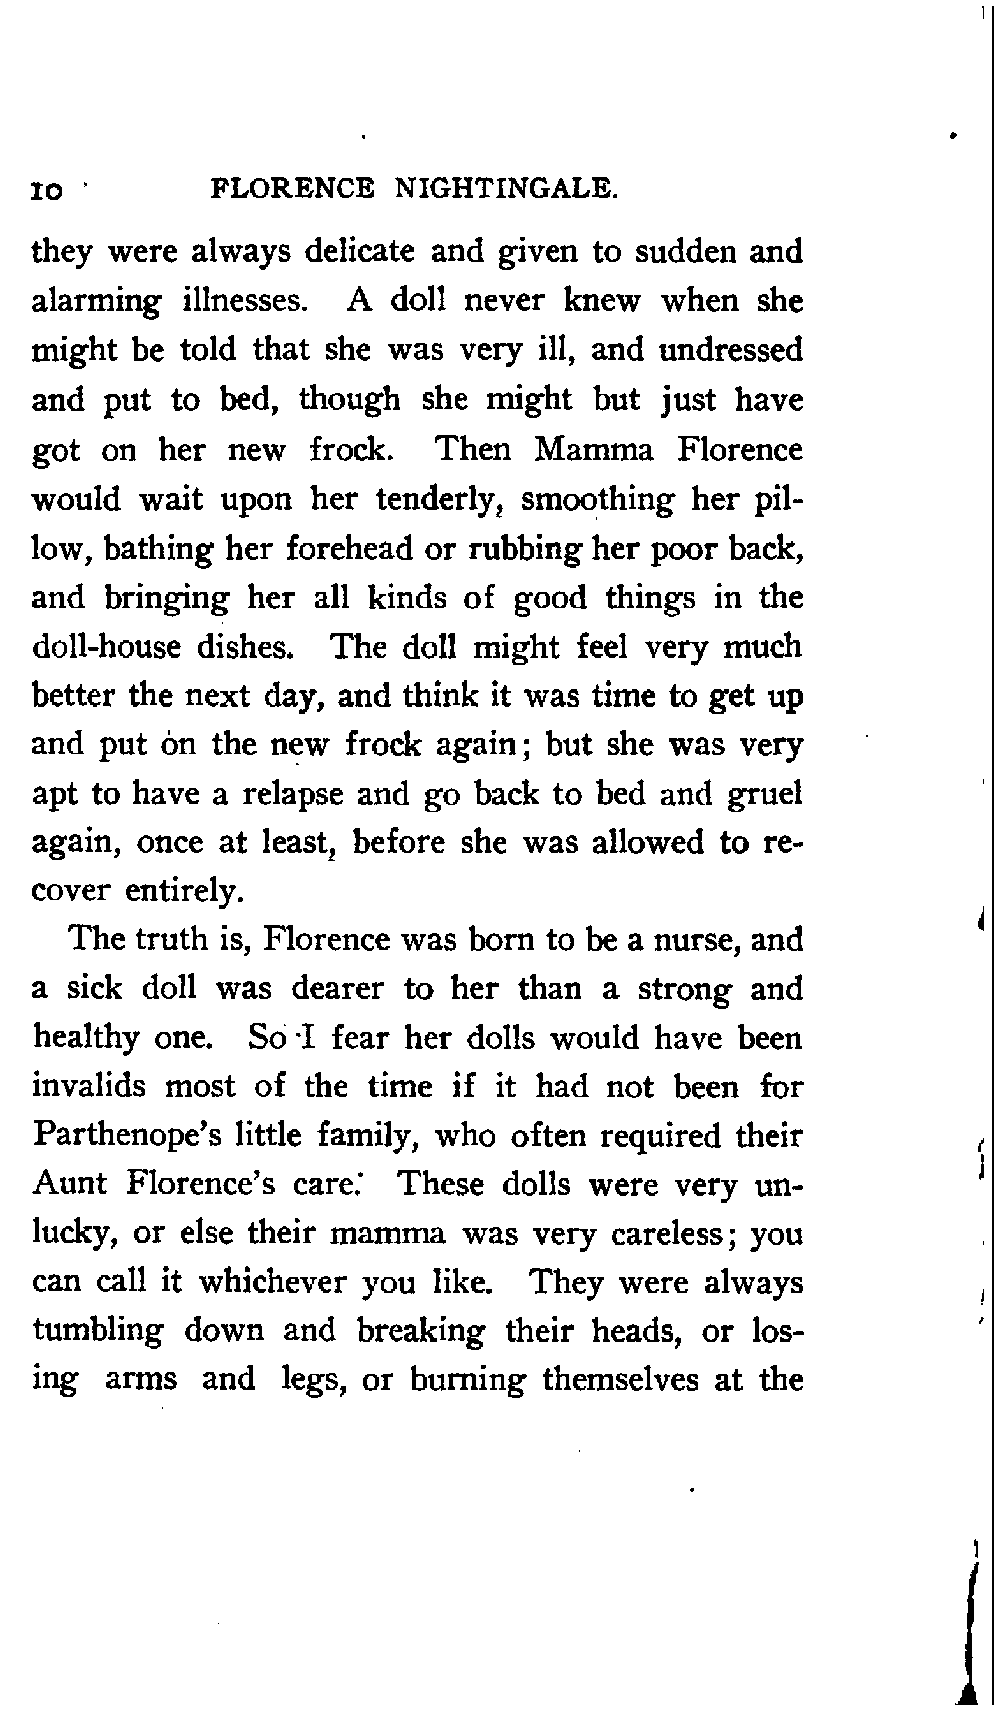 10 FLORENCE NIGHTINGALE.
they were always delicate and given to sudden and
alarming illnesses. A doll never knew when she
might be told that she was very ill, and undressed
and put to bed, though she might but just have
got on her new frock. Then Mamma Florence
would wait upon her tenderly, smoothing her pil-
low, bathing her forehead or rubbing her poor back,
and bringing her all kinds of good things in the
doll-house dishes. The doll might feel very much
better the next day, and think it was time to get up
and put on the new frock again; but she was very
apt to have a relapse and go back to bed and gruel
again, once at least, before she was allowed to re-
cover entirely.
The truth is, Florence was born to be a nurse, and
a sick doll was dearer to her than a strong and
healthy one. So I fear her dolls would have been
invalids most of the time if it had not been for
Parthenope's little family, who often required their
Aunt Florence's care. These dolls were very un-
lucky, or else their mamma was very careless; you
can call it whichever you like. They were always
tumbling down and breaking their heads, or los-
ing arms and legs, or burning themselves at the